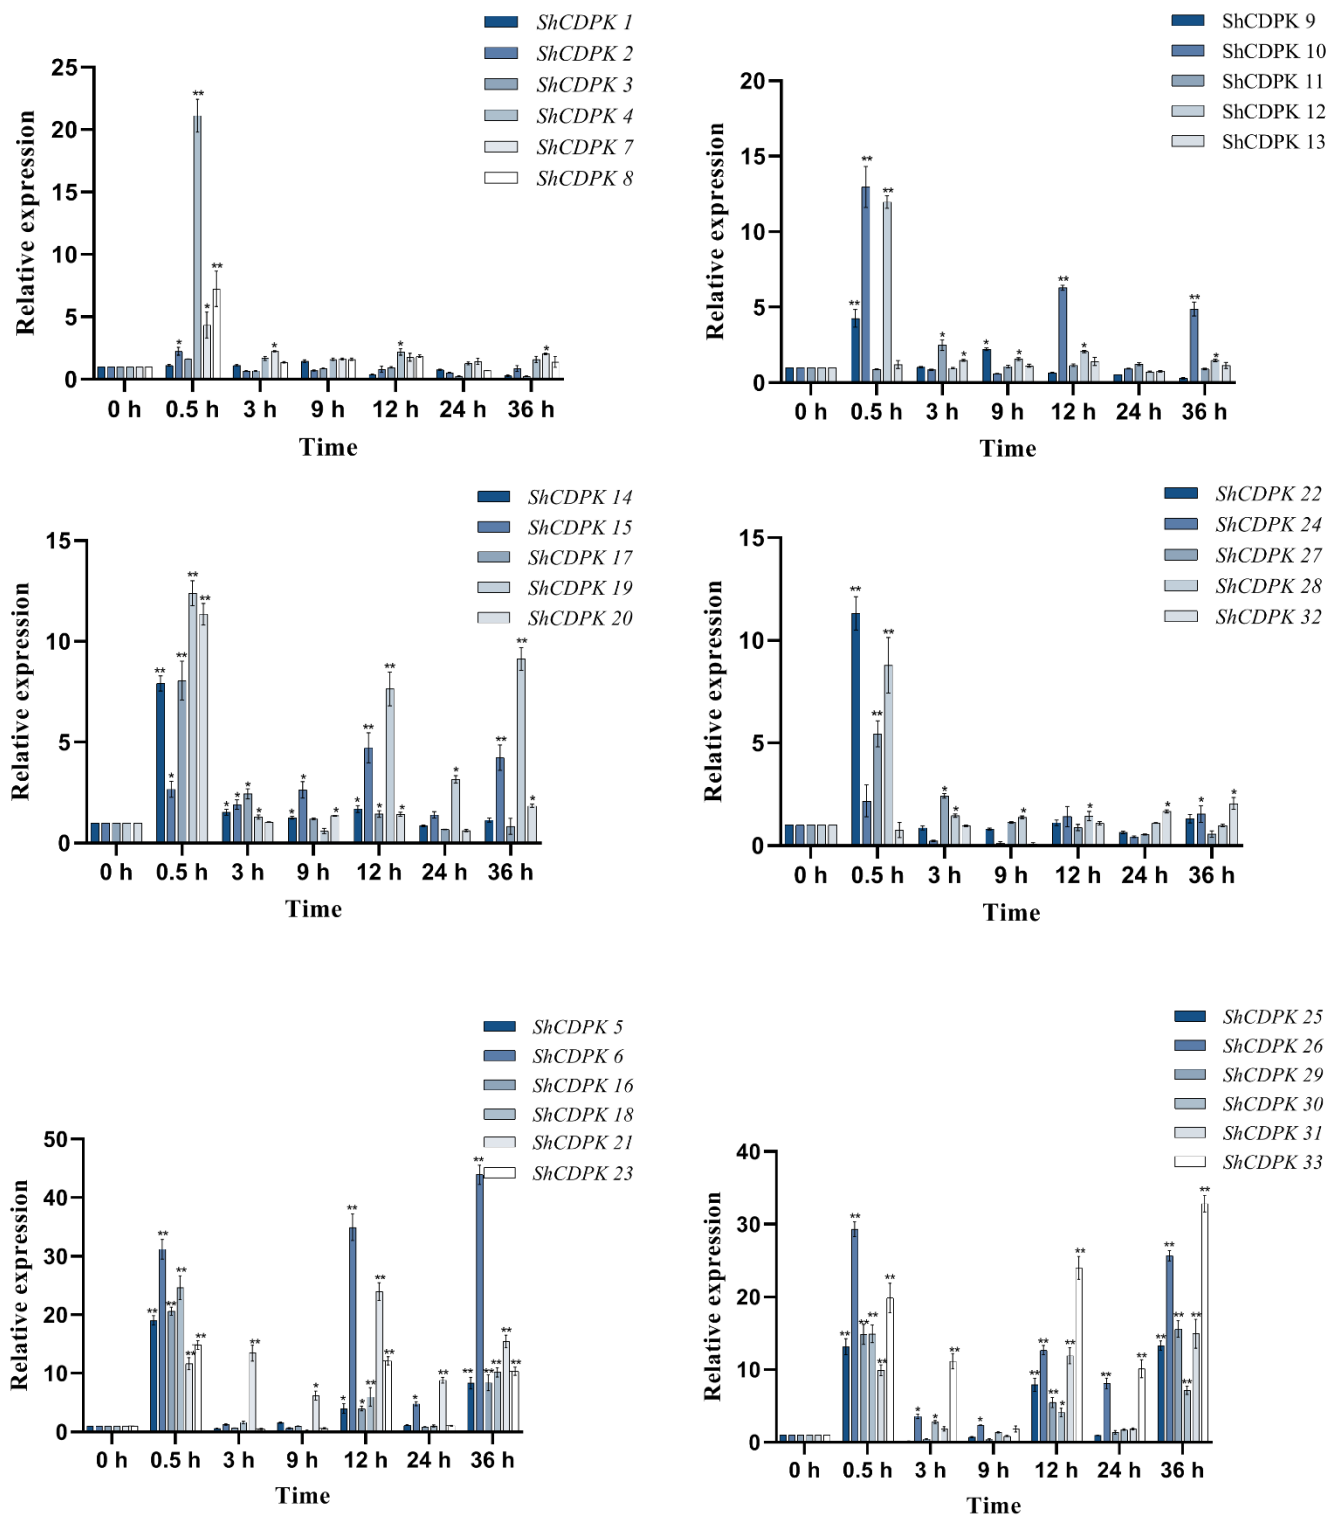 ShCDPK 1
ShCDPK 2
ShCDPK 3
ShCDPK 4
ShCDPK 7
ShCDPK 8
Relative expression
25
20
15
10
5
0
** * ** * ** * * *
0 h 0.5 h 3 h 9 h 12 h 24 h 36 h
Time
ShCDPK 9
ShCDPK 10
ShCDPK 11
ShCDPK 12
ShCDPK 13
Relative expression
20
15
10
5
0
** ** ** * * * * ** * ** *
0 h 0.5 h 3 h 9 h 12 h 24 h 36 h
Time
ShCDPK 14
ShCDPK 15
ShCDPK 17
ShCDPK 19
ShCDPK 20
Relative expression
15
10
5
0
** * ** ** ** * * * * * * * * ** * ** * * ** ** *
0 h 0.5 h 3 h 9 h 12 h 24 h 36 h
Time
ShCDPK 22
ShCDPK 24
ShCDPK 27
ShCDPK 28
ShCDPK 32
Relative expression
15
10
5
0
** ** ** * * * * * * *
0 h 0.5 h 3 h 9 h 12 h 24 h 36 h
Time
ShCDPK 5
ShCDPK 6
ShCDPK 16
ShCDPK 18
ShCDPK 21
ShCDPK 23
Relative expression
50
40
30
20
10
0
** ** ** ** ** ** ** * * ** * ** ** ** * ** ** ** ** ** ** **
0 h 0.5 h 3 h 9 h 12 h 24 h 36 h
Time
ShCDPK 25
ShCDPK 26
ShCDPK 29
ShCDPK 30
ShCDPK 31
ShCDPK 33
Relative expression
40
30
20
10
0
** ** ** ** ** ** * * ** * ** ** ** * ** ** ** ** ** ** ** ** ** **
0 h 0.5 h 3 h 9 h 12 h 24 h 36 h
Time